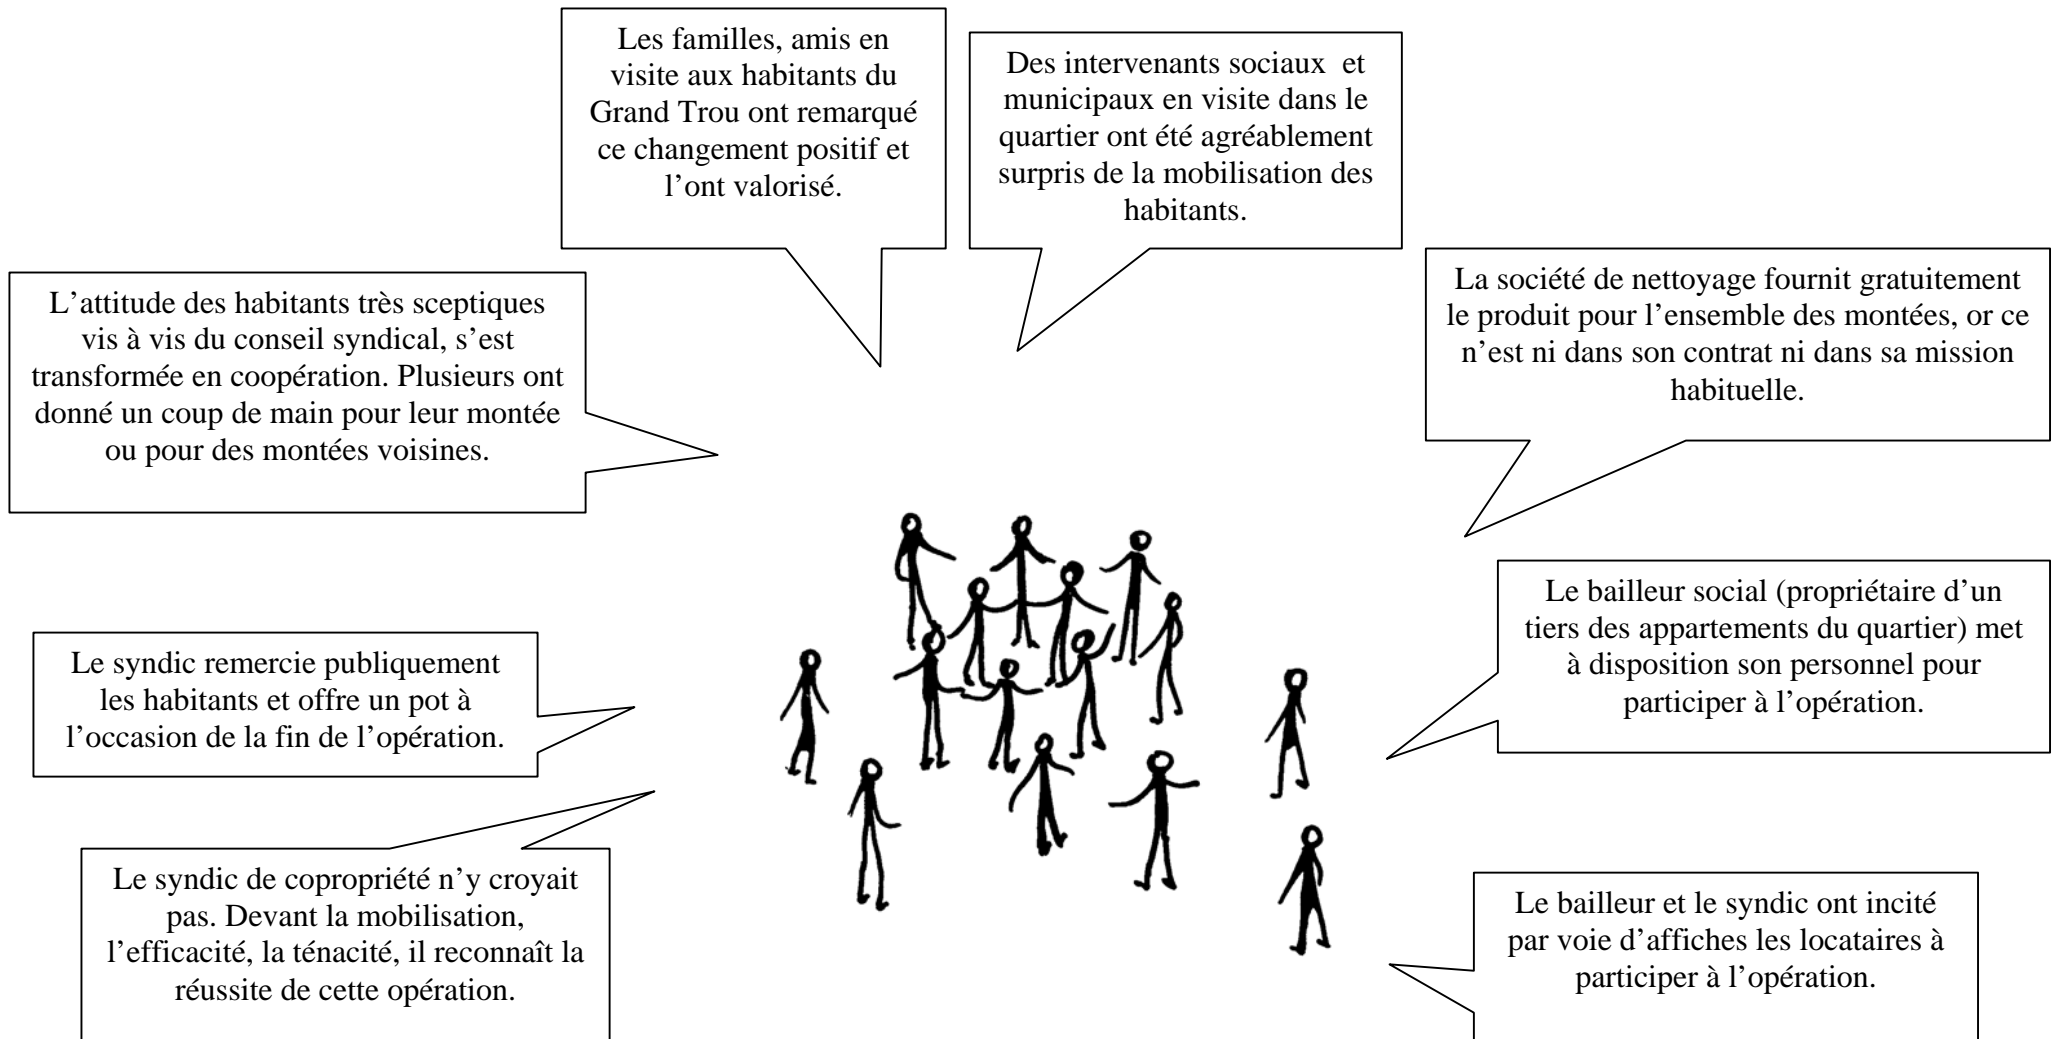 Les familles, amis en
visite aux habitants du
Grand Trou ont remarqué
ce changement positif et
l’ont valorisé.
Des intervenants sociaux et
municipaux en visite dans le
quartier ont été agréablement
surpris de la mobilisation des
habitants.
L’attitude des habitants très sceptiques
vis à vis du conseil syndical, s’est
transformée en coopération. Plusieurs ont
donné un coup de main pour leur montée
ou pour des montées voisines.
La société de nettoyage fournit gratuitement
le produit pour l’ensemble des montées, or ce
n’est ni dans son contrat ni dans sa mission
habituelle.
Le syndic remercie publiquement
les habitants et offre un pot à
l’occasion de la fin de l’opération.
Le bailleur social (propriétaire d’un
tiers des appartements du quartier) met
à disposition son personnel pour
participer à l’opération.
Le syndic de copropriété n’y croyait
pas. Devant la mobilisation,
l’efficacité, la ténacité, il reconnaît la
réussite de cette opération.
Le bailleur et le syndic ont incité
par voie d’affiches les locataires à
participer à l’opération.